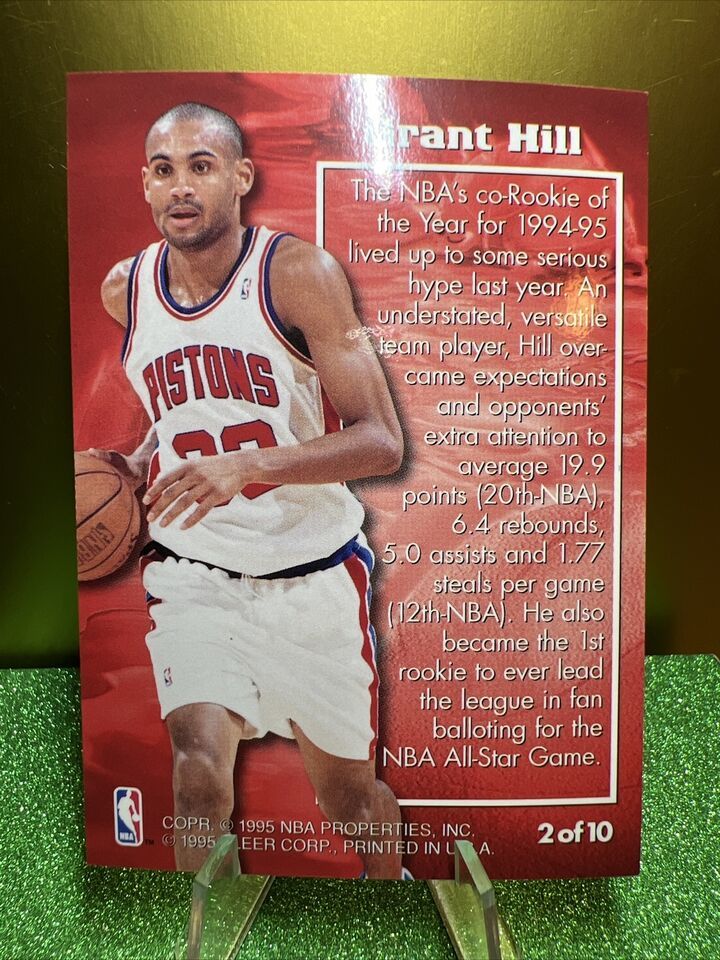 rant Hill
The NBA's co-Rookie of
the Year for 1994-95
lived up to some serious
hype last year. An
understated, versatile
team player, Hill over-
came expectations
and opponents'
extra attention to
average 19.9
points (20th-NBA),
6.4 rebounds,
5.0 assists and 1.77
steals per game
(12th-NBA). He also
became the 1st
rookie to ever lead
the league in fan
balloting for the
NBA All-Star Game.
PISTONS
33
NBA
TM
COPR. © 1995 NBA PROPERTIES, INC.
© 1995 LEER CORP., PRINTED IN U.S.A.
2 of 10